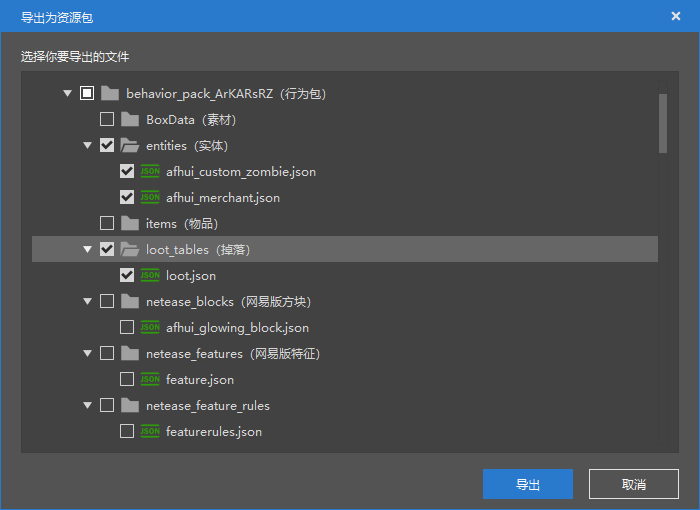 导出为资源包
选择你要导出的文件
behavior_pack_ArKARsRZ（行为包）
BoxData（素材）
entities（实体）
JSON afhui_custom_zombie.json
JSON afhui_merchant.json
items（物品）
loot_tables（掉落）
JSON loot.json
netease_blocks（网易版方块）
JSON afhui_glowing_block.json
netease_features（网易版特征）
JSON feature.json
netease_feature_rules
JSON featurerules.json
导出 取消